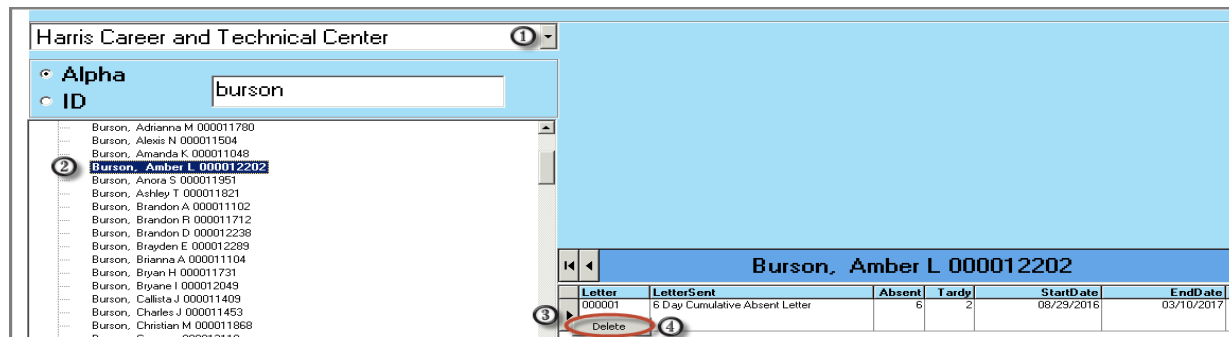 Harris Career and Technical Center ①
Alpha
ID
burson
Burson, Adrianna M 000011780
Burson, Alexis N 000011504
Burson, Amanda K 000011048
② Burson, Amber L 000012202
Burson, Anora S 000011951
Burson, Ashley T 000011821
Burson, Brandon A 000011102
Burson, Brandon R 000011712
Burson, Brandon D 000012238
Burson, Brayden E 000012289
Burson, Brianna A 000011104
Burson, Bryan H 000011731
Burson, Bryane I 000012049
Burson, Callista J 000011409
Burson, Charles J 000011453
Burson, Christian M 000011868
Burson, Amber L 000012202
Letter LetterSent Absent Tardy StartDate EndDate
000001 6 Day Cumulative Absent Letter 6 2 08/29/2016 03/10/2017
③ Delete ④